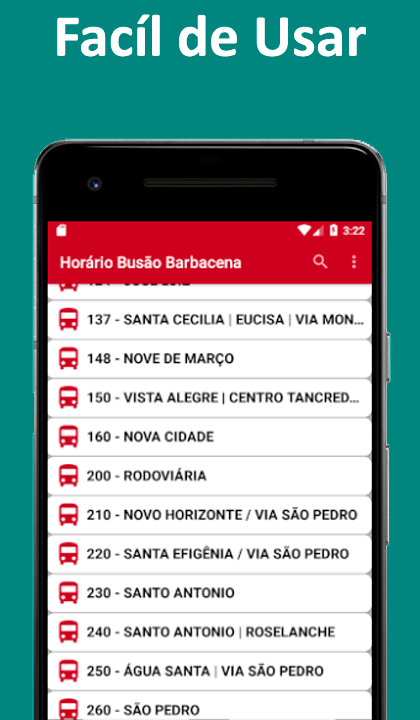 Facíl de Usar
3:22
Horário Busão Barbacena
137 - SANTA CECILIA | EUCISA | VIA MON...
148 - NOVE DE MARÇO
150 - VISTA ALEGRE | CENTRO TANCRED...
160 - NOVA CIDADE
200 - RODOVIÁRIA
210 - NOVO HORIZONTE / VIA SÃO PEDRO
220 - SANTA EFIGÊNIA / VIA SÃO PEDRO
230 - SANTO ANTONIO
240 - SANTO ANTONIO | ROSELANCHE
250 - ÁGUA SANTA | VIA SÃO PEDRO
260 - SÃO PEDRO